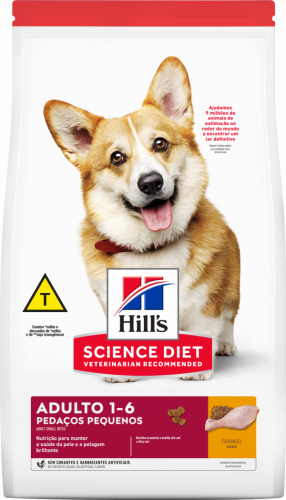 Ajudamos
9 milhões de
animais de estimação
ao redor do mundo
a encontrar um
lar definitivo
T
Hill's
SCIENCE DIET
VETERINARIAN RECOMMENDED
ADULTO 1-6
PEDAÇOS PEQUENOS
ADULT SMALL BITES
Nutrição para manter
a saúde da pele e a pelagem
brilhante
FRANGO
SEM CORANTES E SABORIZANTES ARTIFICIAIS